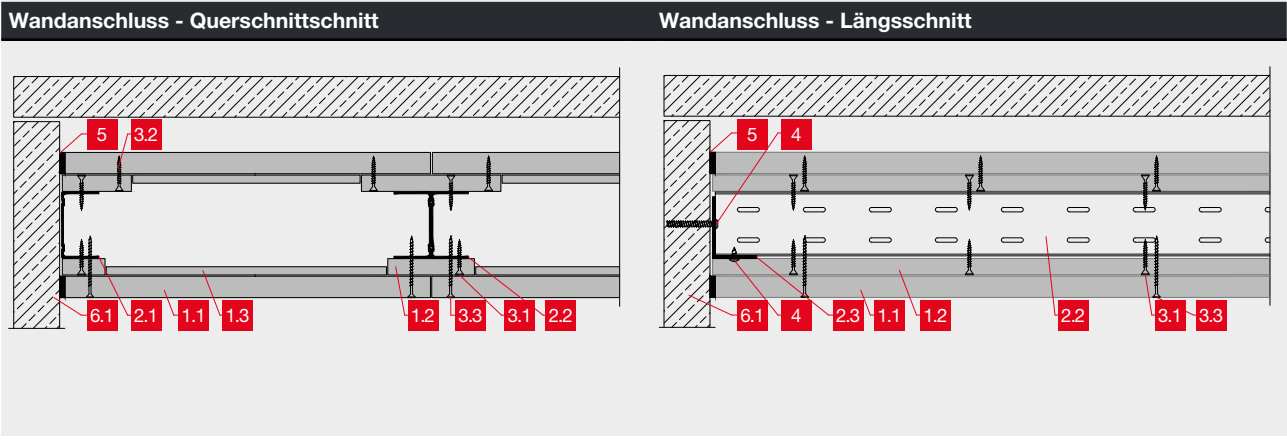 Wandanschluss - Querschnittschnitt
5 3.2
6.1 2.1 1.1 1.3 1.2 3.3 3.1 2.2
Wandanschluss - Längsschnitt
5 4
6.1 4 2.3 1.1 1.2 2.2 3.1 3.3